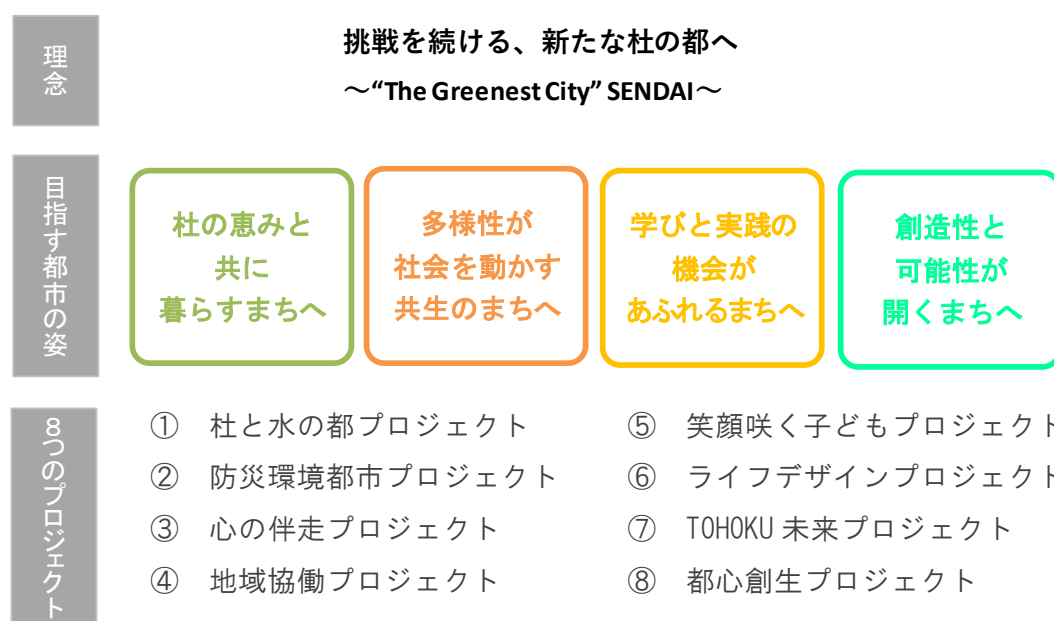 理念
挑戦を続ける、新たな杜の都へ
～“The Greenest City” SENDAI～
目指す都市の姿
杜の恵みと
共に
暮らすまちへ
多様性が
社会を動かす
共生のまちへ
学びと実践の
機会が
あふれるまちへ
創造性と
可能性が
開くまちへ
８つのプロジェクト
① 杜と水の都プロジェクト
② 防災環境都市プロジェクト
③ 心の伴走プロジェクト
④ 地域協働プロジェクト
⑤ 笑顔咲く子どもプロジェクト
⑥ ライフデザインプロジェクト
⑦ TOHOKU 未来プロジェクト
⑧ 都心創生プロジェクト